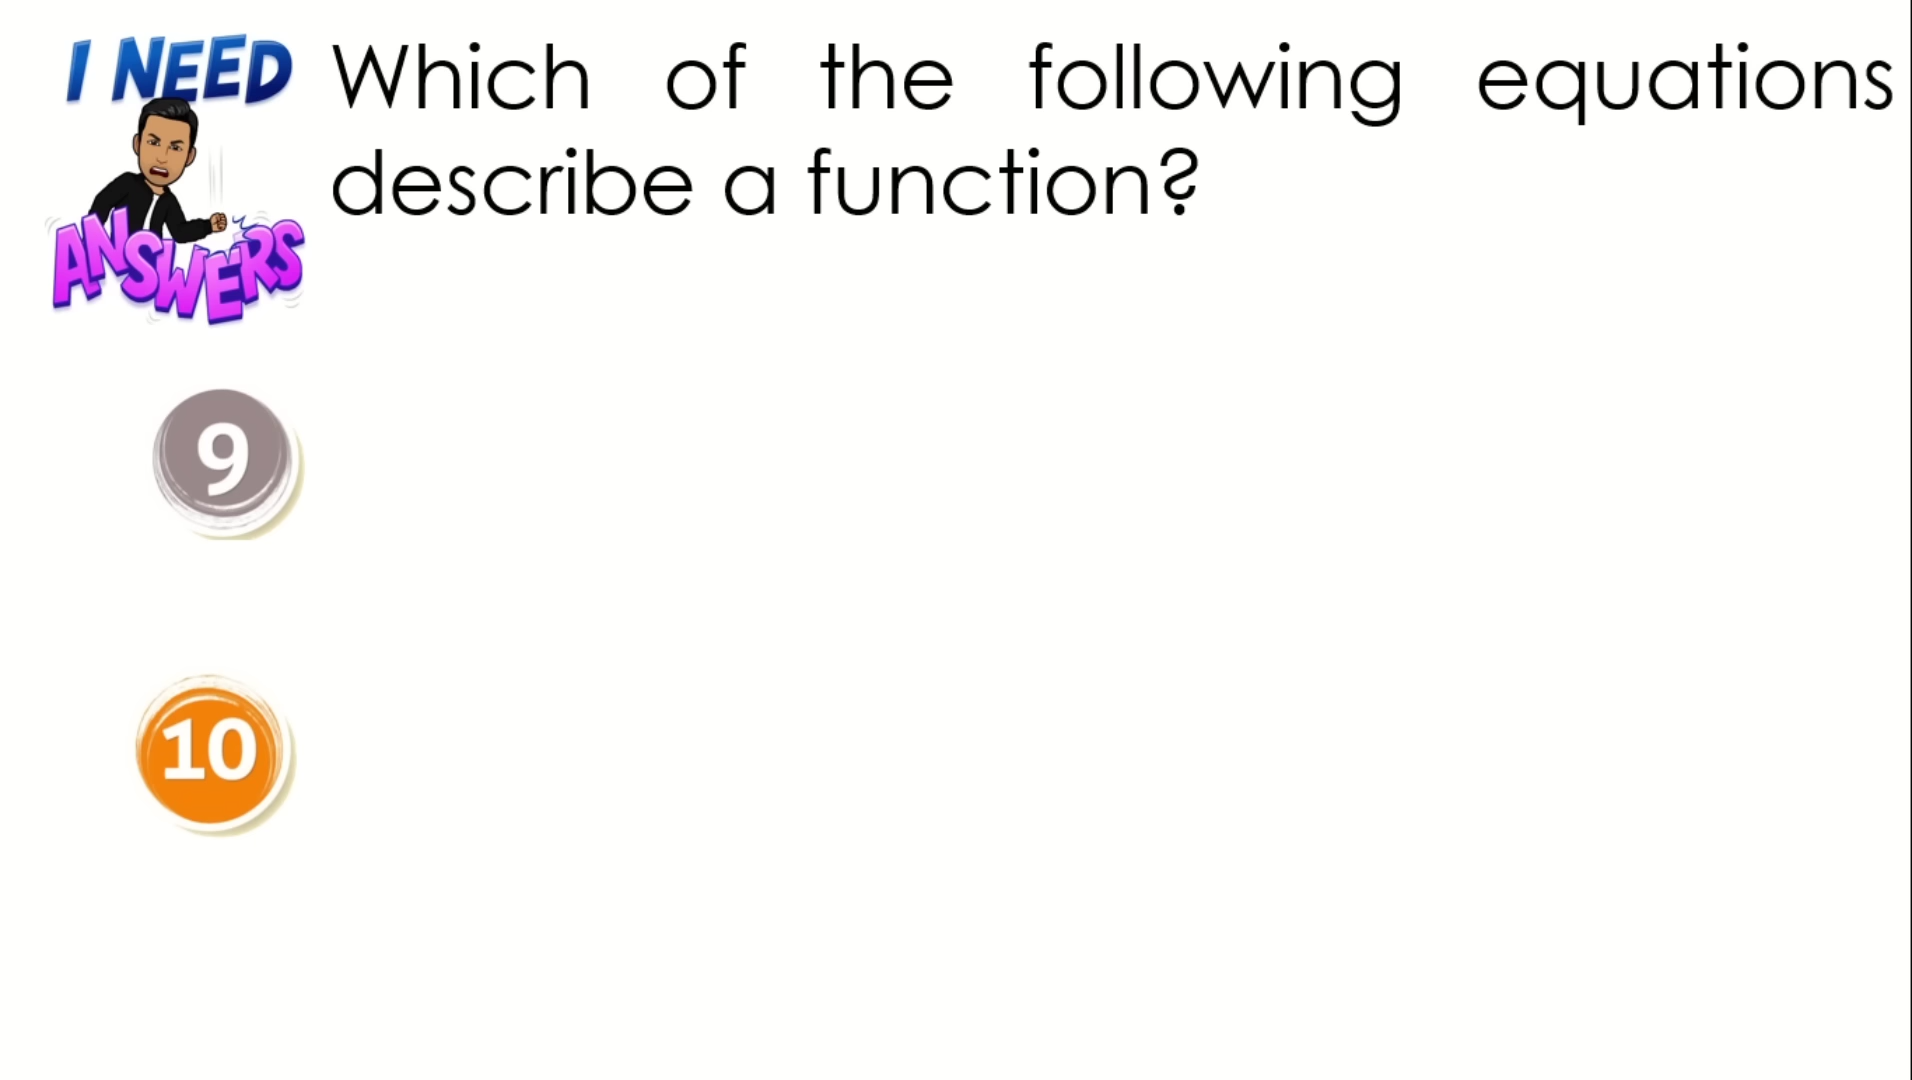 I NEED
ANSWERS
Which of the following equations
describe a function?
9
10